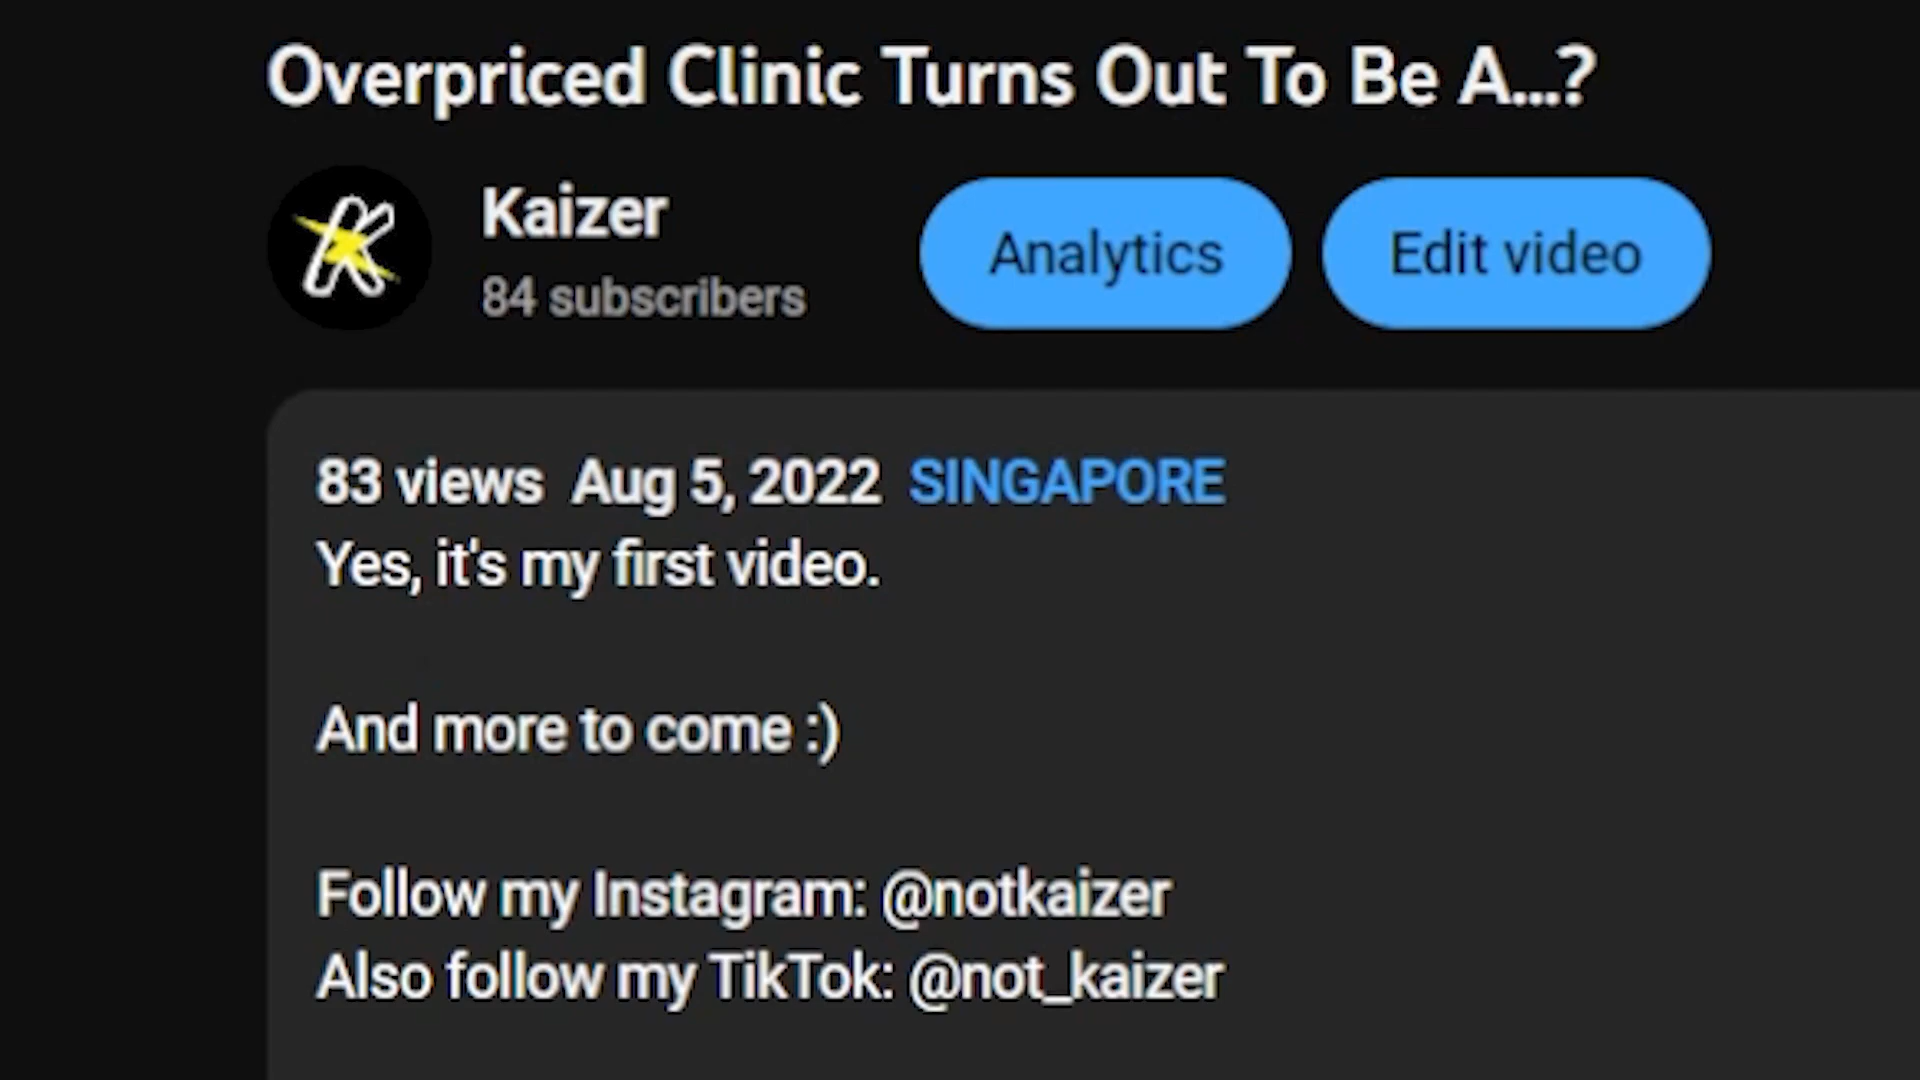 Overpriced Clinic Turns Out To Be A...?
Kaizer
84 subscribers
Analytics
Edit video
83 views Aug 5, 2022 SINGAPORE
Yes, it's my first video.
And more to come :)
Follow my Instagram: @notkaizer
Also follow my TikTok: @not_kaizer